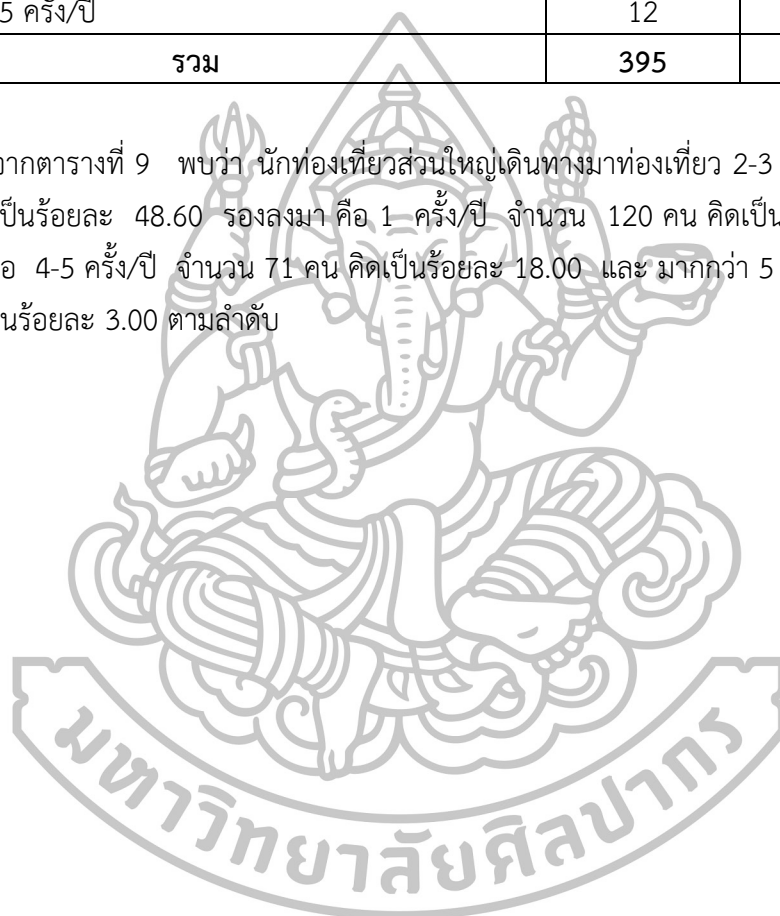 5 ครั้ง/ปี 12
รวม 395
จากตารางที่ 9 พบว่า นักท่องเที่ยวส่วนใหญ่เดินทางมาท่องเที่ยว 2-3
เป็นร้อยละ 48.60 รองลงมา คือ 1 ครั้ง/ปี จำนวน 120 คน คิดเป็น
อ 4-5 ครั้ง/ปี จำนวน 71 คน คิดเป็นร้อยละ 18.00 และ มากกว่า 5
นร้อยละ 3.00 ตามลำดับ
มหาวิทยาลัยศิลปากร